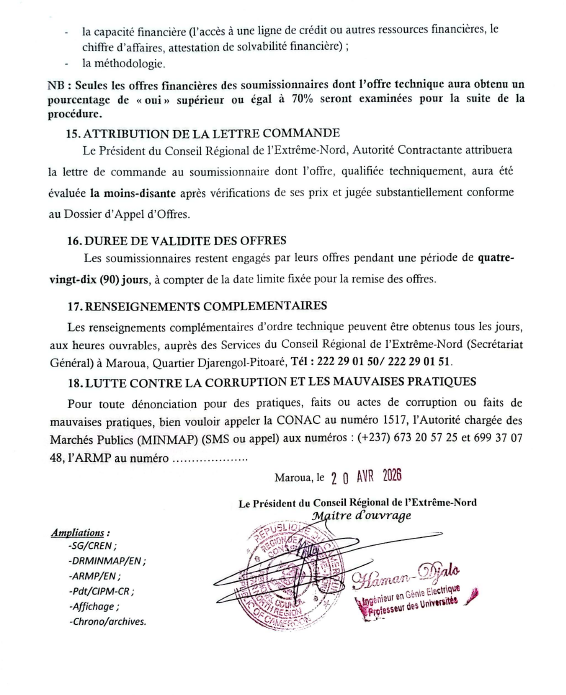 - la capacité financière (l'accès à une ligne de crédit ou autres ressources financières, le
chiffre d'affaires, attestation de solvabilité financière) ;
- la méthodologie.
NB : Seules les offres financières des soumissionnaires dont l'offre technique aura obtenu un
pourcentage de « oui » supérieur ou égal à 70% seront examinées pour la suite de la
procédure.
15. ATTRIBUTION DE LA LETTRE COMMANDE
Le Président du Conseil Régional de l'Extrême-Nord, Autorité Contractante attribuera
la lettre de commande au soumissionnaire dont l'offre, qualifiée techniquement, aura été
évaluée la moins-disante après vérifications de ses prix et jugée substantiellement conforme
au Dossier d'Appel d'Offres.
16. DUREE DE VALIDITE DES OFFRES
Les soumissionnaires restent engagés par leurs offres pendant une période de quatre-
vingt-dix (90) jours, à compter de la date limite fixée pour la remise des offres.
17. RENSEIGNEMENTS COMPLEMENTAIRES
Les renseignements complémentaires d'ordre technique peuvent être obtenus tous les jours,
aux heures ouvrables, auprès des Services du Conseil Régional de l'Extrême-Nord (Secrétariat
Général) à Maroua, Quartier Djarengol-Pitoaré, Tél : 222 29 01 50/ 222 29 01 51.
18. LUTTE CONTRE LA CORRUPTION ET LES MAUVAISES PRATIQUES
Pour toute dénonciation pour des pratiques, faits ou actes de corruption ou faits de
mauvaises pratiques, bien vouloir appeler la CONAC au numéro 1517, l'Autorité chargée des
Marchés Publics (MINMAP) (SMS ou appel) aux numéros : (+237) 673 20 57 25 et 699 37 07
48, l'ARMP au numéro ....................
Maroua, le 20 AVR 2026
Le Président du Conseil Régional de l'Extrême-Nord
Maître d'ouvrage
Ampliations :
-SG/CREN ;
-DRMINMAP/EN ;
-ARMP/EN ;
-Pdt/CIPM-CR ;
-Affichage ;
-Chrono/archives.
Haman - Djalo
Ingénieur en Génie Electrique
Professeur des Universités